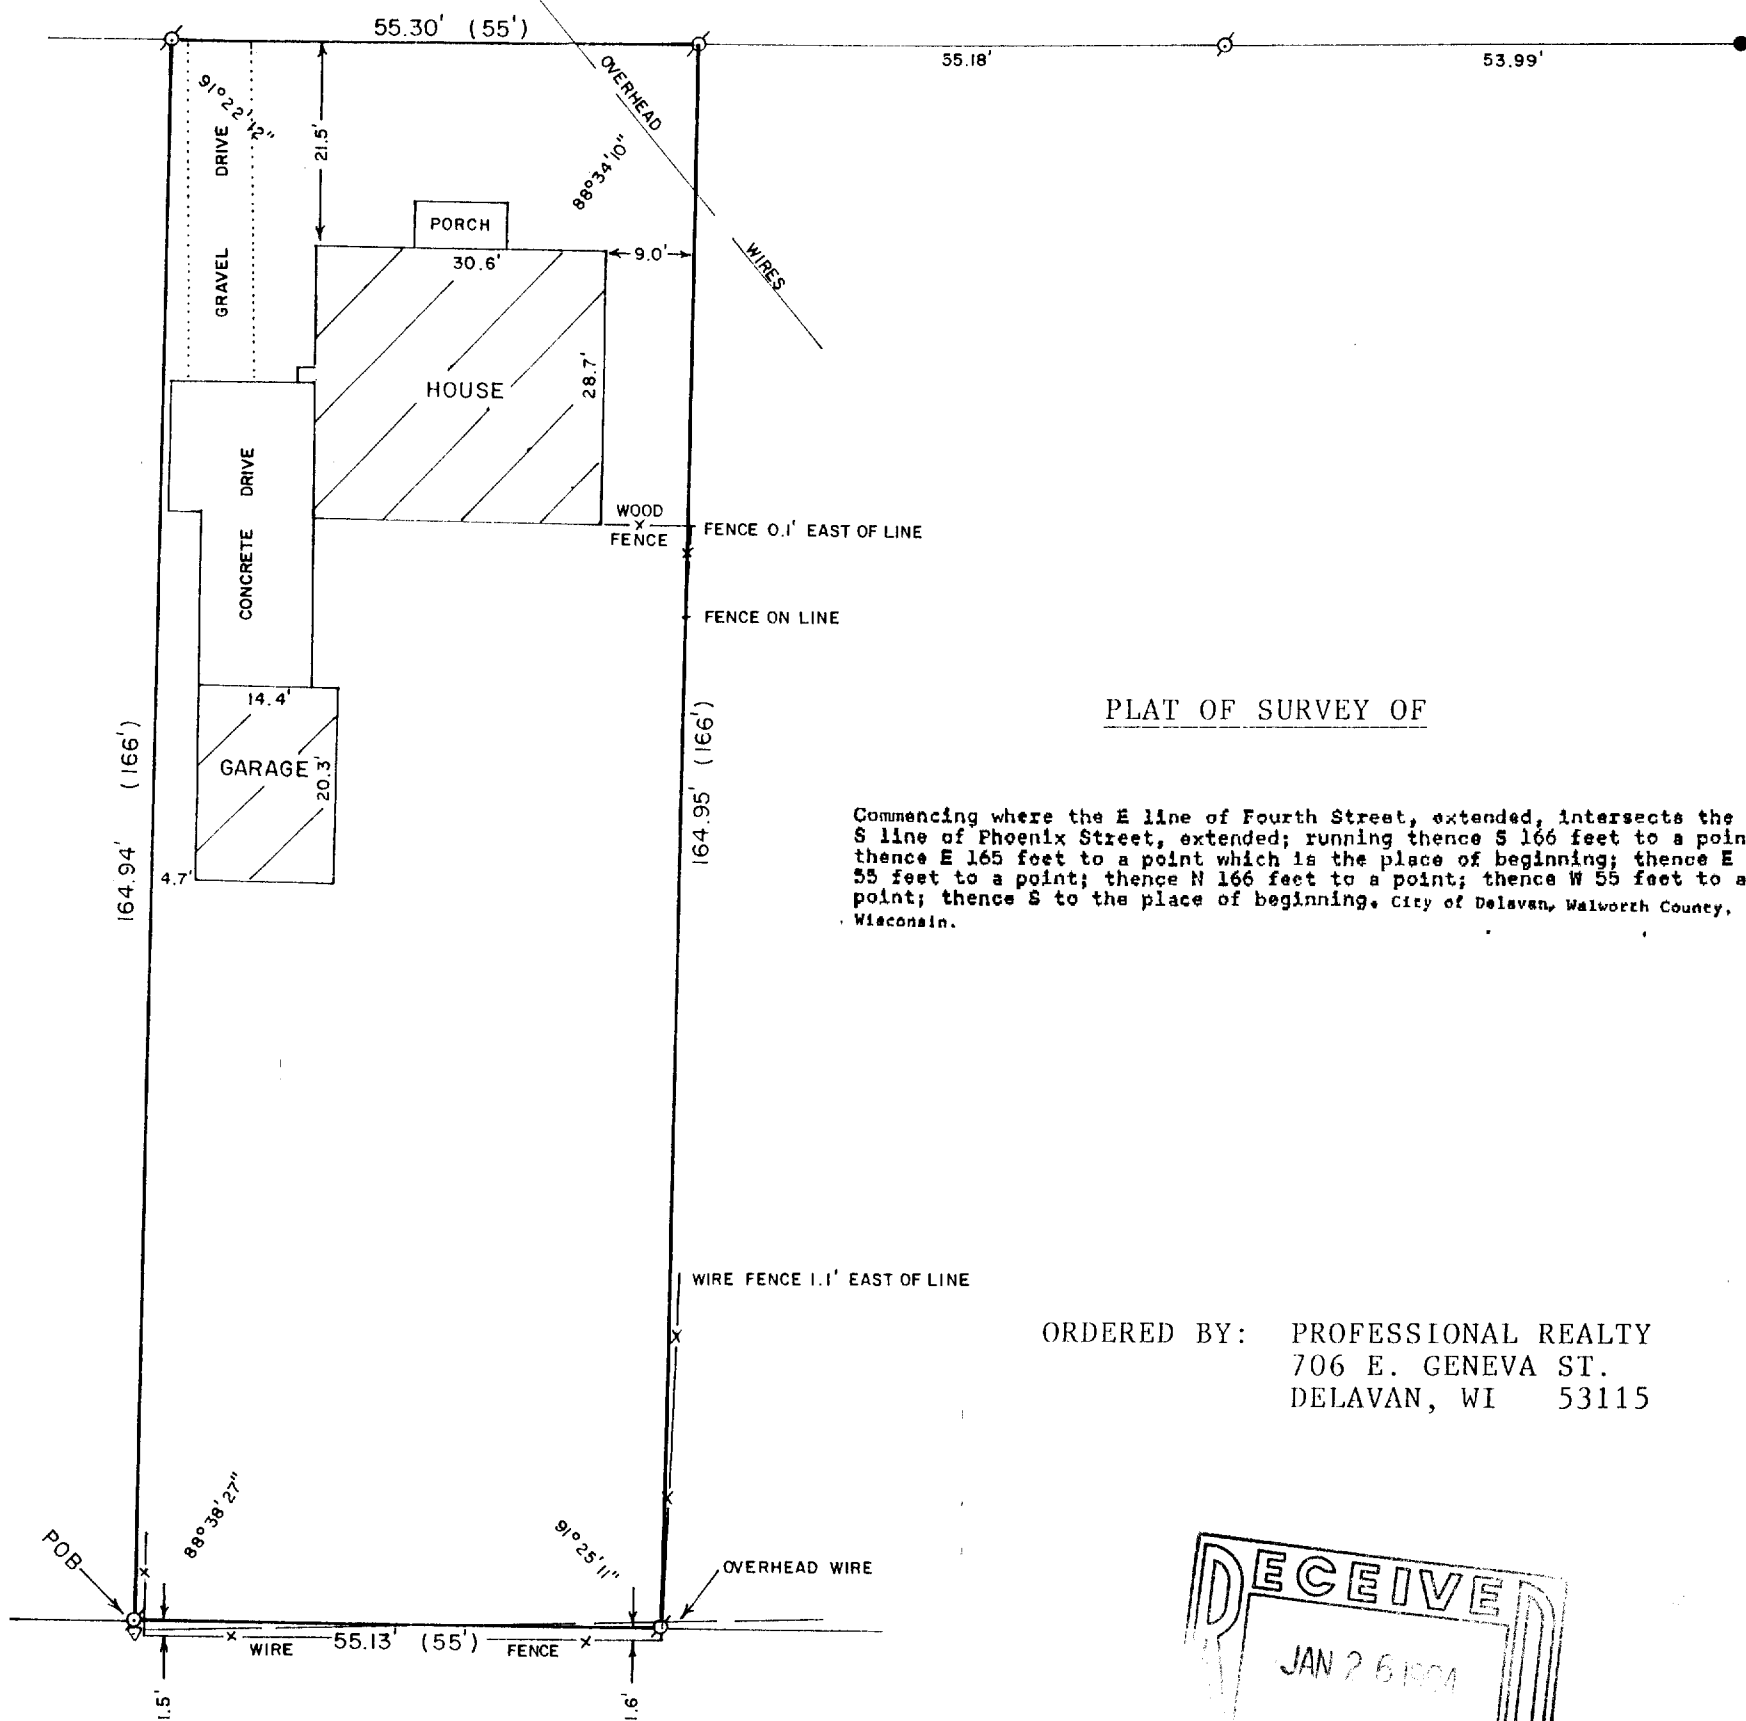 55.30' (55')
55.18'
53.99'
OVERHEAD
WIRES
91°22'12"
88°34'10"
GRAVEL DRIVE
21.5'
PORCH
30.6'
9.0'
HOUSE
28.7'
CONCRETE DRIVE
WOOD
FENCE
FENCE 0.1' EAST OF LINE
FENCE ON LINE
14.4'
GARAGE
20.3'
4.7'
164.94' (166')
164.95' (166')
PLAT OF SURVEY OF
Commencing where the E line of Fourth Street, extended, intersects the
S line of Phoenix Street, extended; running thence S 166 feet to a poin
thence E 165 feet to a point which is the place of beginning; thence E
55 feet to a point; thence N 166 feet to a point; thence W 55 feet to a
point; thence S to the place of beginning. City of Delavan, Walworth County,
Wisconsin.
WIRE FENCE 1.1' EAST OF LINE
ORDERED BY: PROFESSIONAL REALTY
706 E. GENEVA ST.
DELAVAN, WI 53115
88°38'27"
91°25'11"
POB
OVERHEAD WIRE
WIRE 55.13' (55') FENCE
1.5'
1.6'
RECEIVED
JAN 26